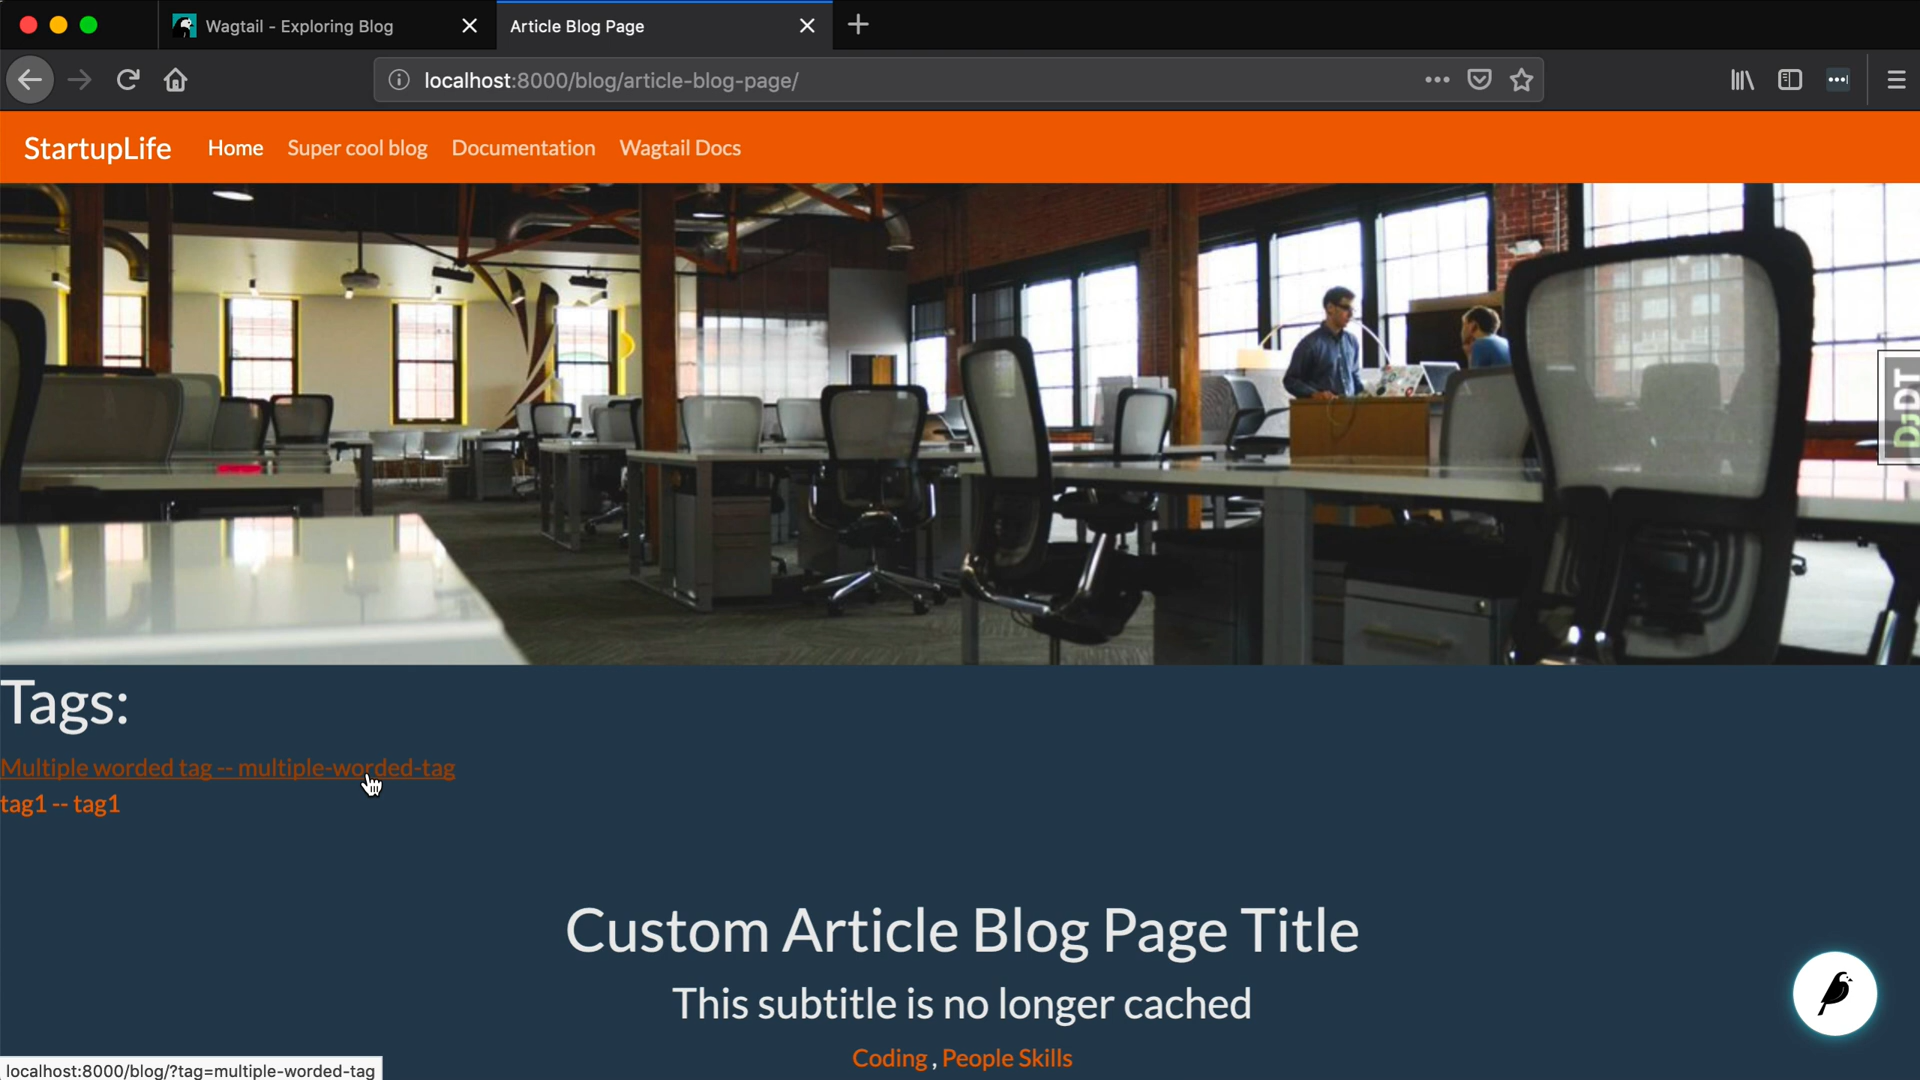 Wagtail - Exploring Blog
Article Blog Page
localhost:8000/blog/article-blog-page/
StartupLife Home Super cool blog Documentation Wagtail Docs
DjDT
Tags:
Multiple worded tag -- multiple-worded-tag
tag1 -- tag1
Custom Article Blog Page Title
This subtitle is no longer cached
Coding , People Skills
localhost:8000/blog/?tag=multiple-worded-tag